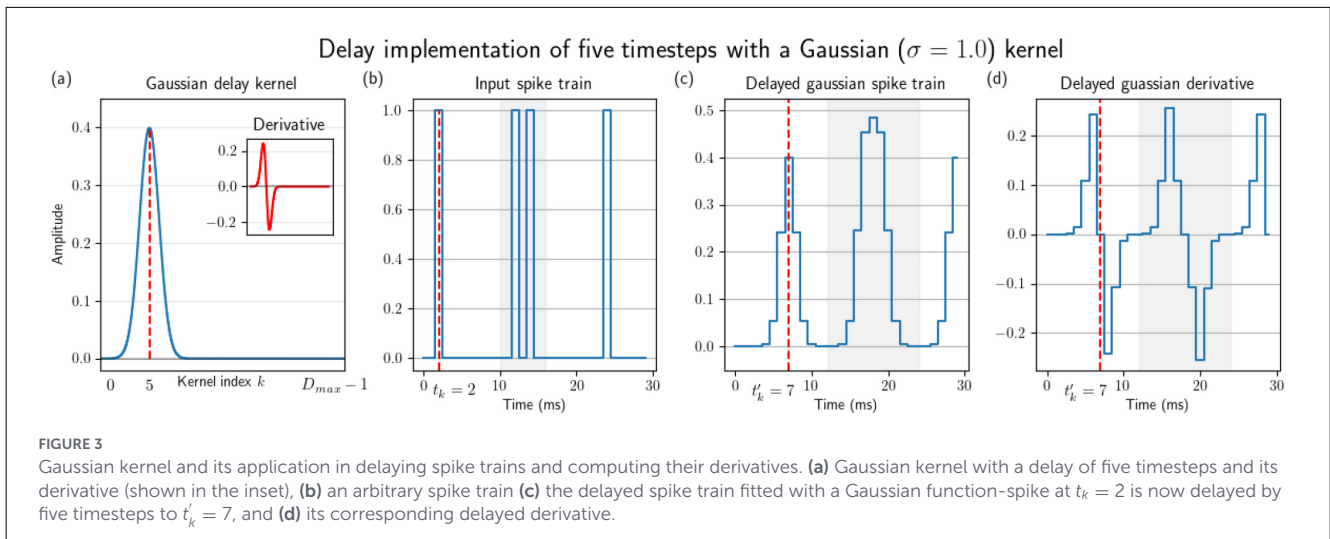 Delay implementation of five timesteps with a Gaussian (σ = 1.0) kernel
(a)
Gaussian delay kernel
Derivative
0.2
0.0
−0.2
0.4
0.3
0.2
0.1
0.0
Amplitude
0
5
Kernel index k
D_max − 1
(b)
Input spike train
1.0
0.8
0.6
0.4
0.2
0.0
0
10
30
t_k = 2
Time (ms)
(c)
Delayed gaussian spike train
0.5
0.4
0.3
0.2
0.1
0.0
0
10
20
30
t′_k = 7
Time (ms)
(d)
Delayed guassian derivative
0.2
0.1
0.0
−0.1
−0.2
0
10
20
30
t′_k = 7
Time (ms)
FIGURE 3
Gaussian kernel and its application in delaying spike trains and computing their derivatives. (a) Gaussian kernel with a delay of five timesteps and its
derivative (shown in the inset), (b) an arbitrary spike train (c) the delayed spike train fitted with a Gaussian function-spike at t_k = 2 is now delayed by
five timesteps to t′_k = 7, and (d) its corresponding delayed derivative.